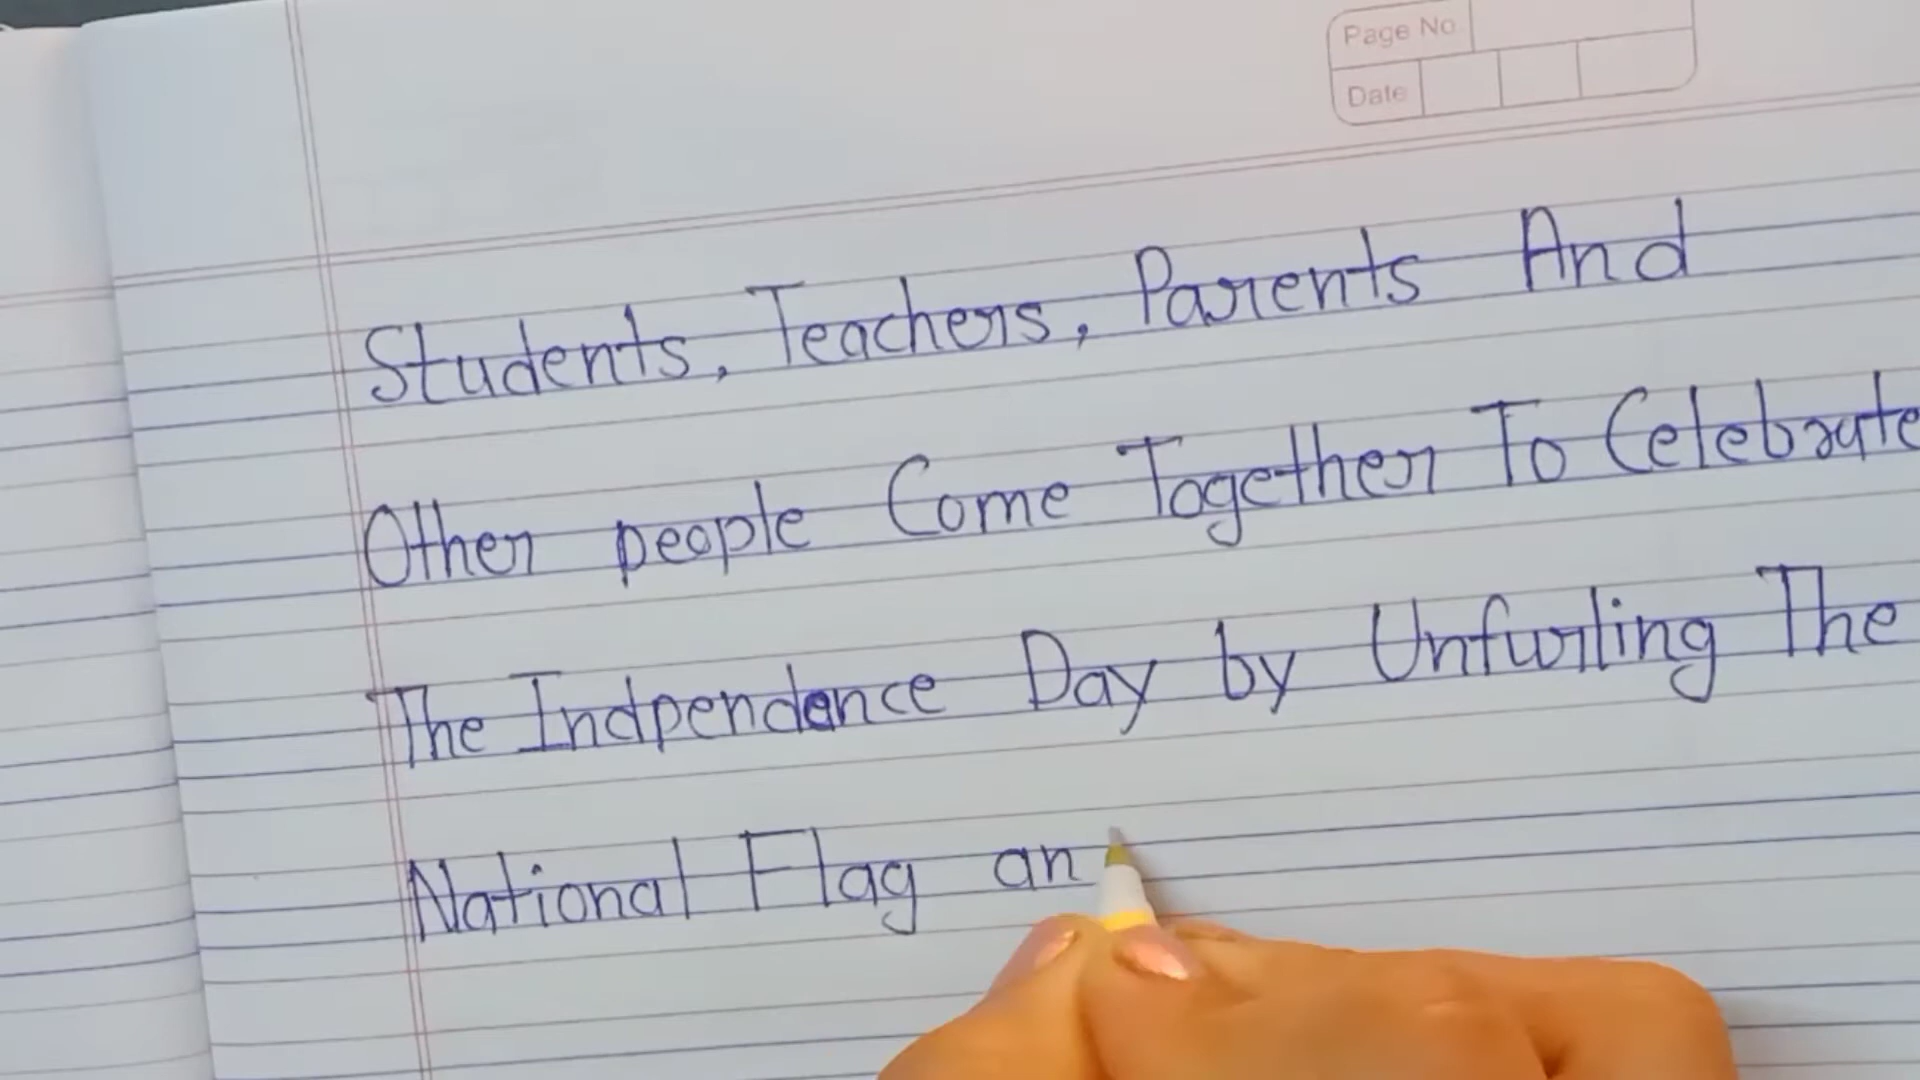 Page No
Date
Students, Teachers, Parents And
Other people Come Together To Celebrate
The Indpendence Day by Unfurling The
National Flag an